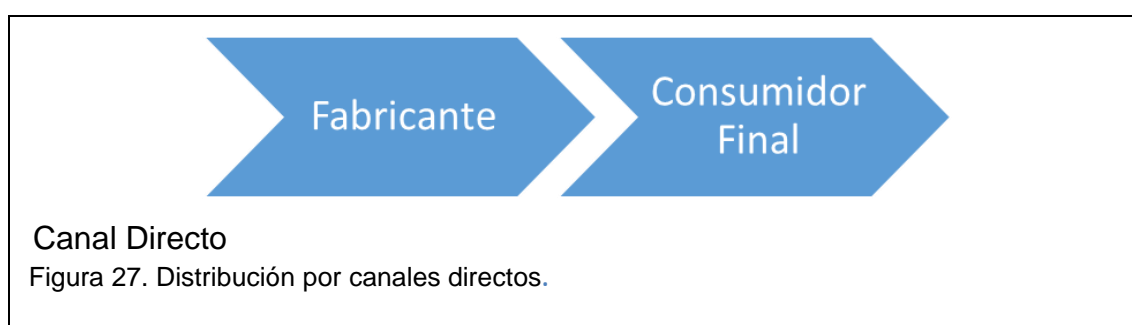 Fabricante
Consumidor
Final
Canal Directo
Figura 27. Distribución por canales directos.